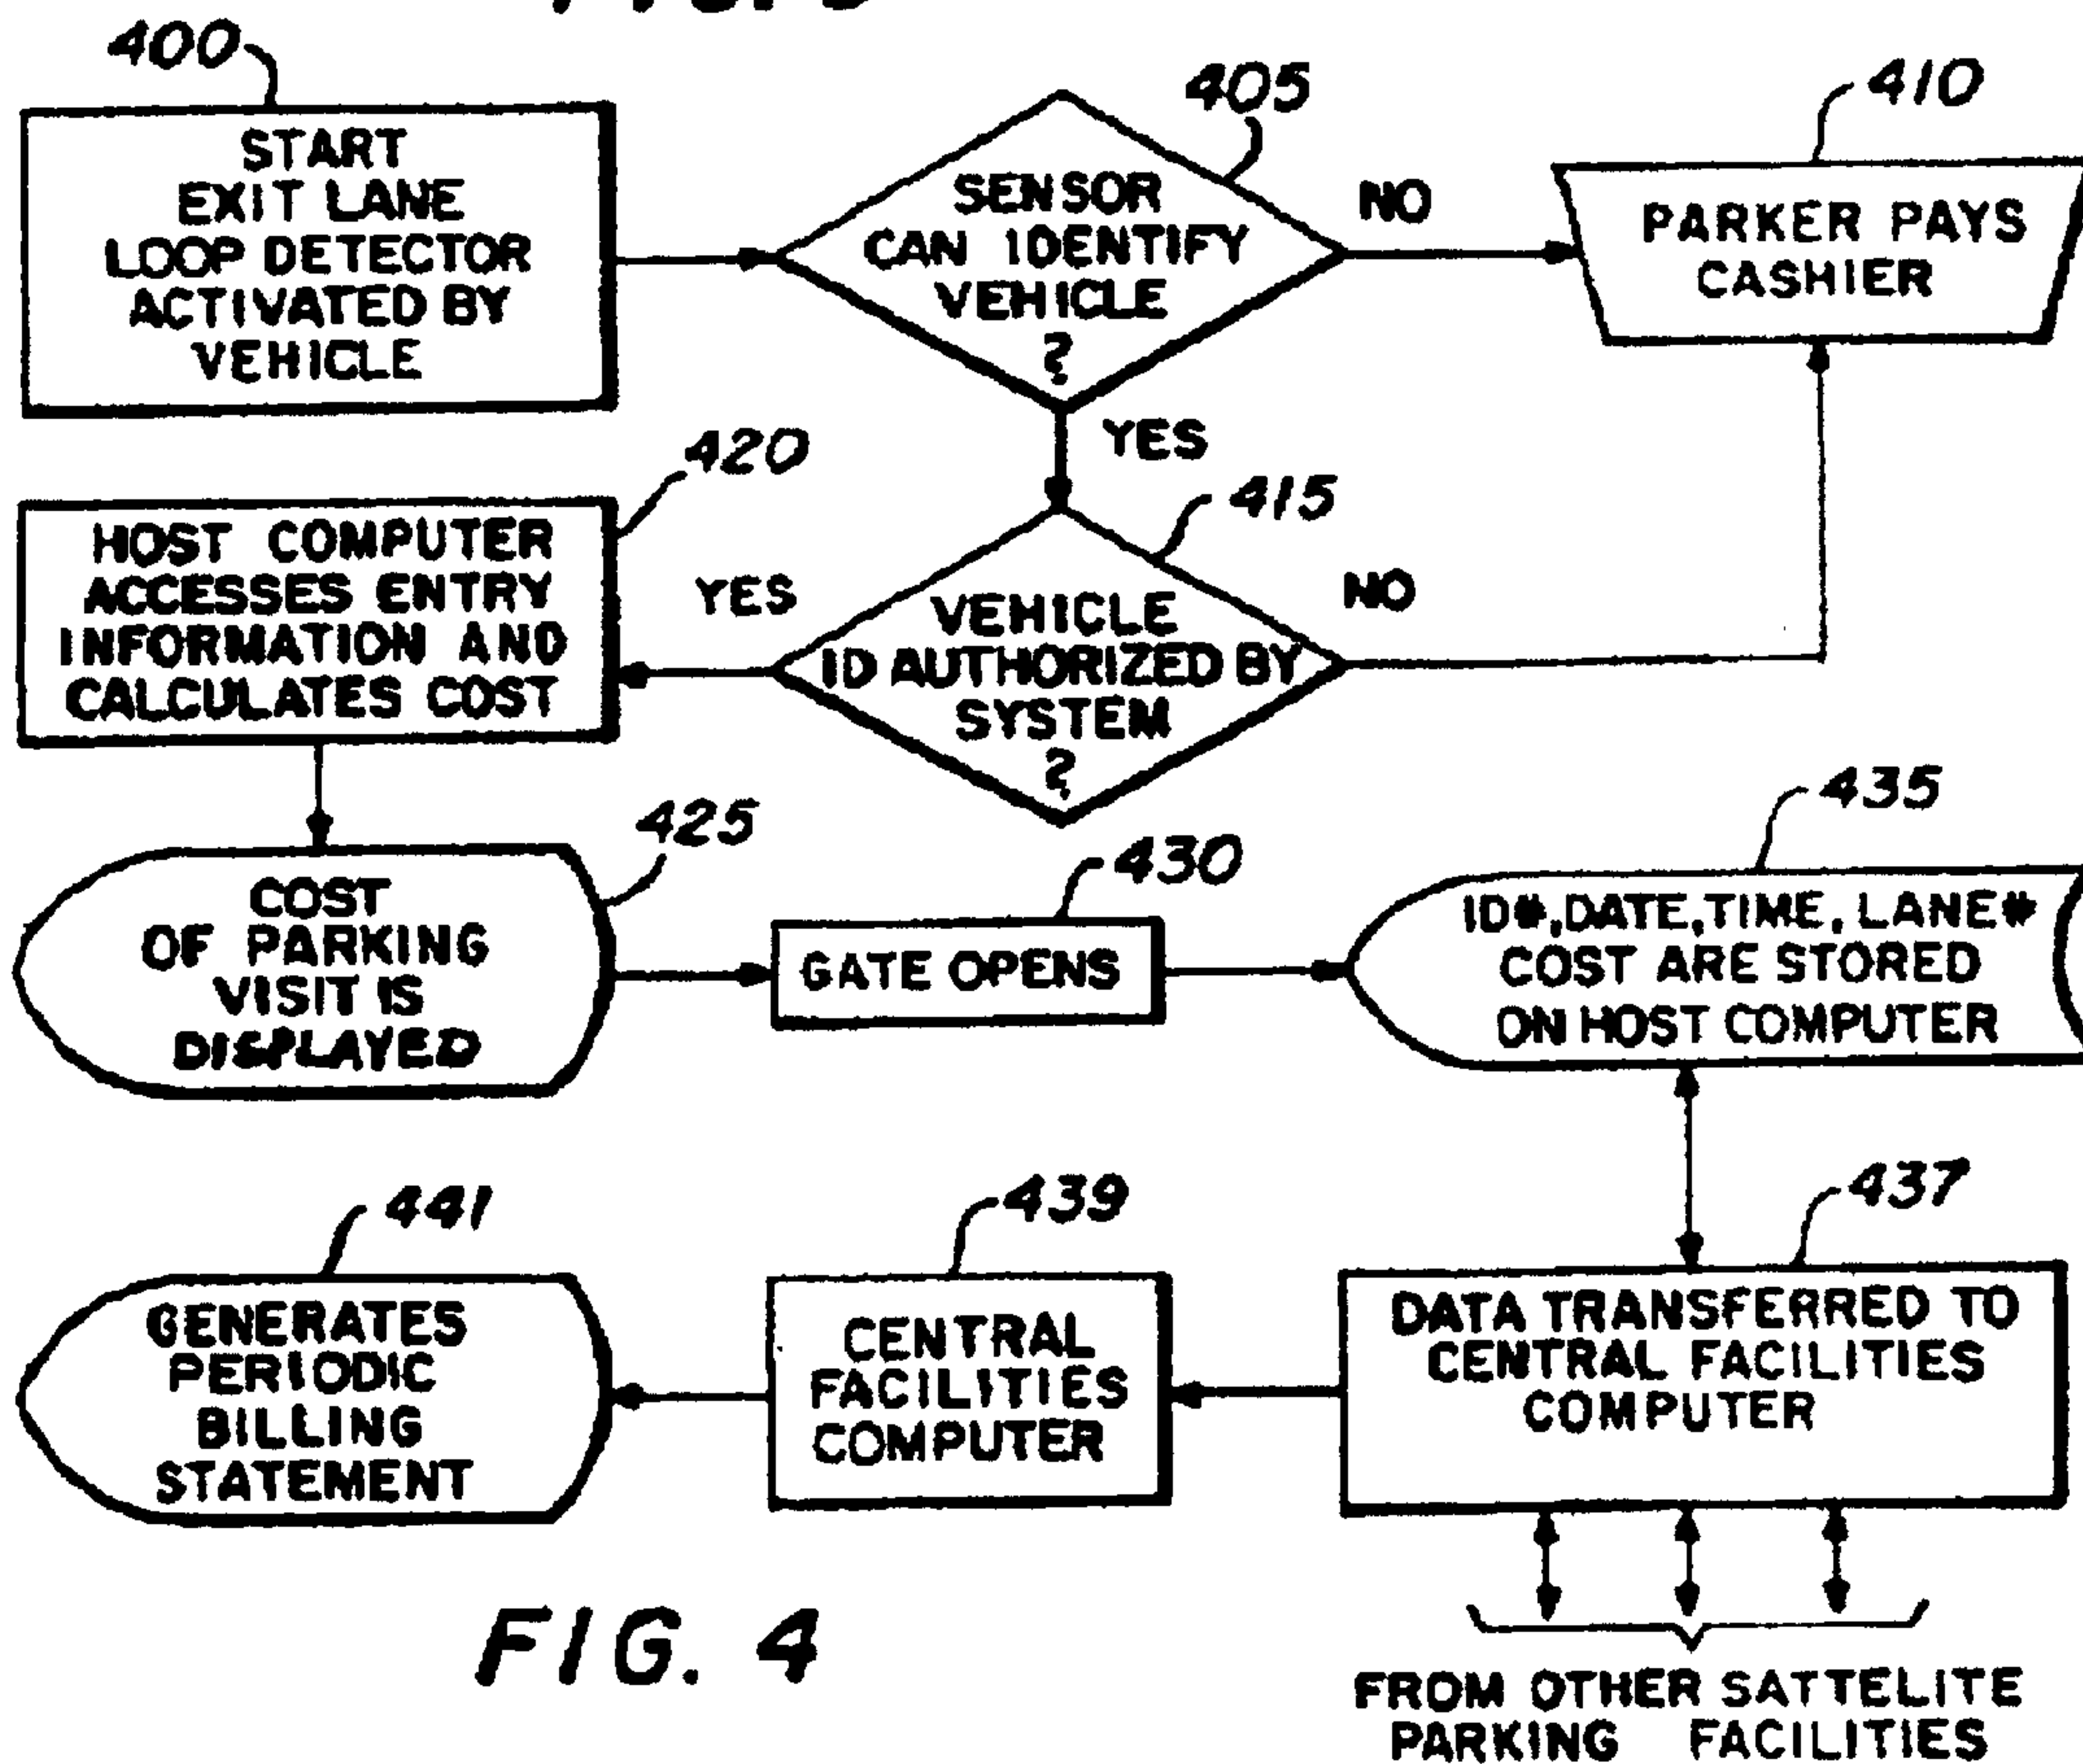 400
START
EXIT LANE
LOOP DETECTOR
ACTIVATED BY
VEHICLE
405
SENSOR
CAN IDENTIFY
VEHICLE
?
NO
410
PARKER PAYS
CASHIER
YES
415
VEHICLE
ID AUTHORIZED BY
SYSTEM
?
NO
YES
420
HOST COMPUTER
ACCESSES ENTRY
INFORMATION AND
CALCULATES COST
425
COST
OF PARKING
VISIT IS
DISPLAYED
430
GATE OPENS
435
ID#,DATE,TIME, LANE#
COST ARE STORED
ON HOST COMPUTER
437
DATA TRANSFERRED TO
CENTRAL FACILITIES
COMPUTER
439
CENTRAL
FACILITIES
COMPUTER
441
GENERATES
PERIODIC
BILLING
STATEMENT
FROM OTHER SATTELITE
PARKING FACILITIES
FIG. 4